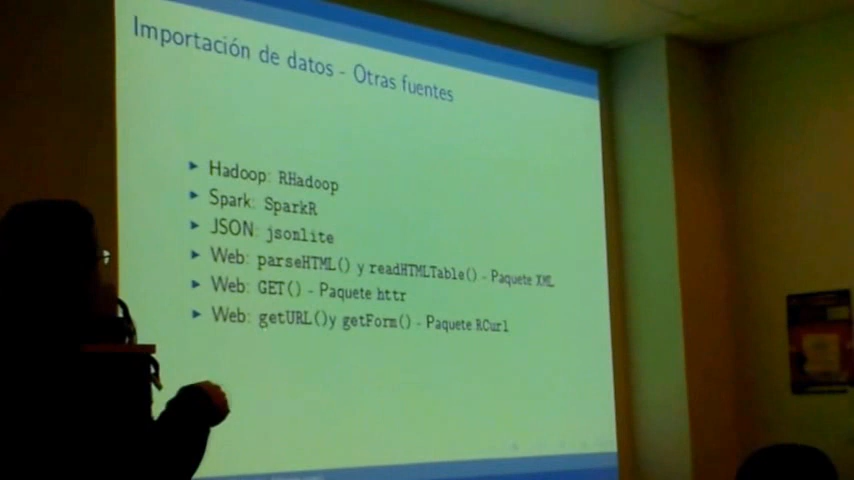 Importación de datos - Otras fuentes
Hadoop: RHadoop
Spark: SparkR
JSON: jsonlite
Web: parseHTML() y readHTMLTable() - Paquete XML
Web: GET() - Paquete httr
Web: getURL()y getForm() - Paquete RCurl